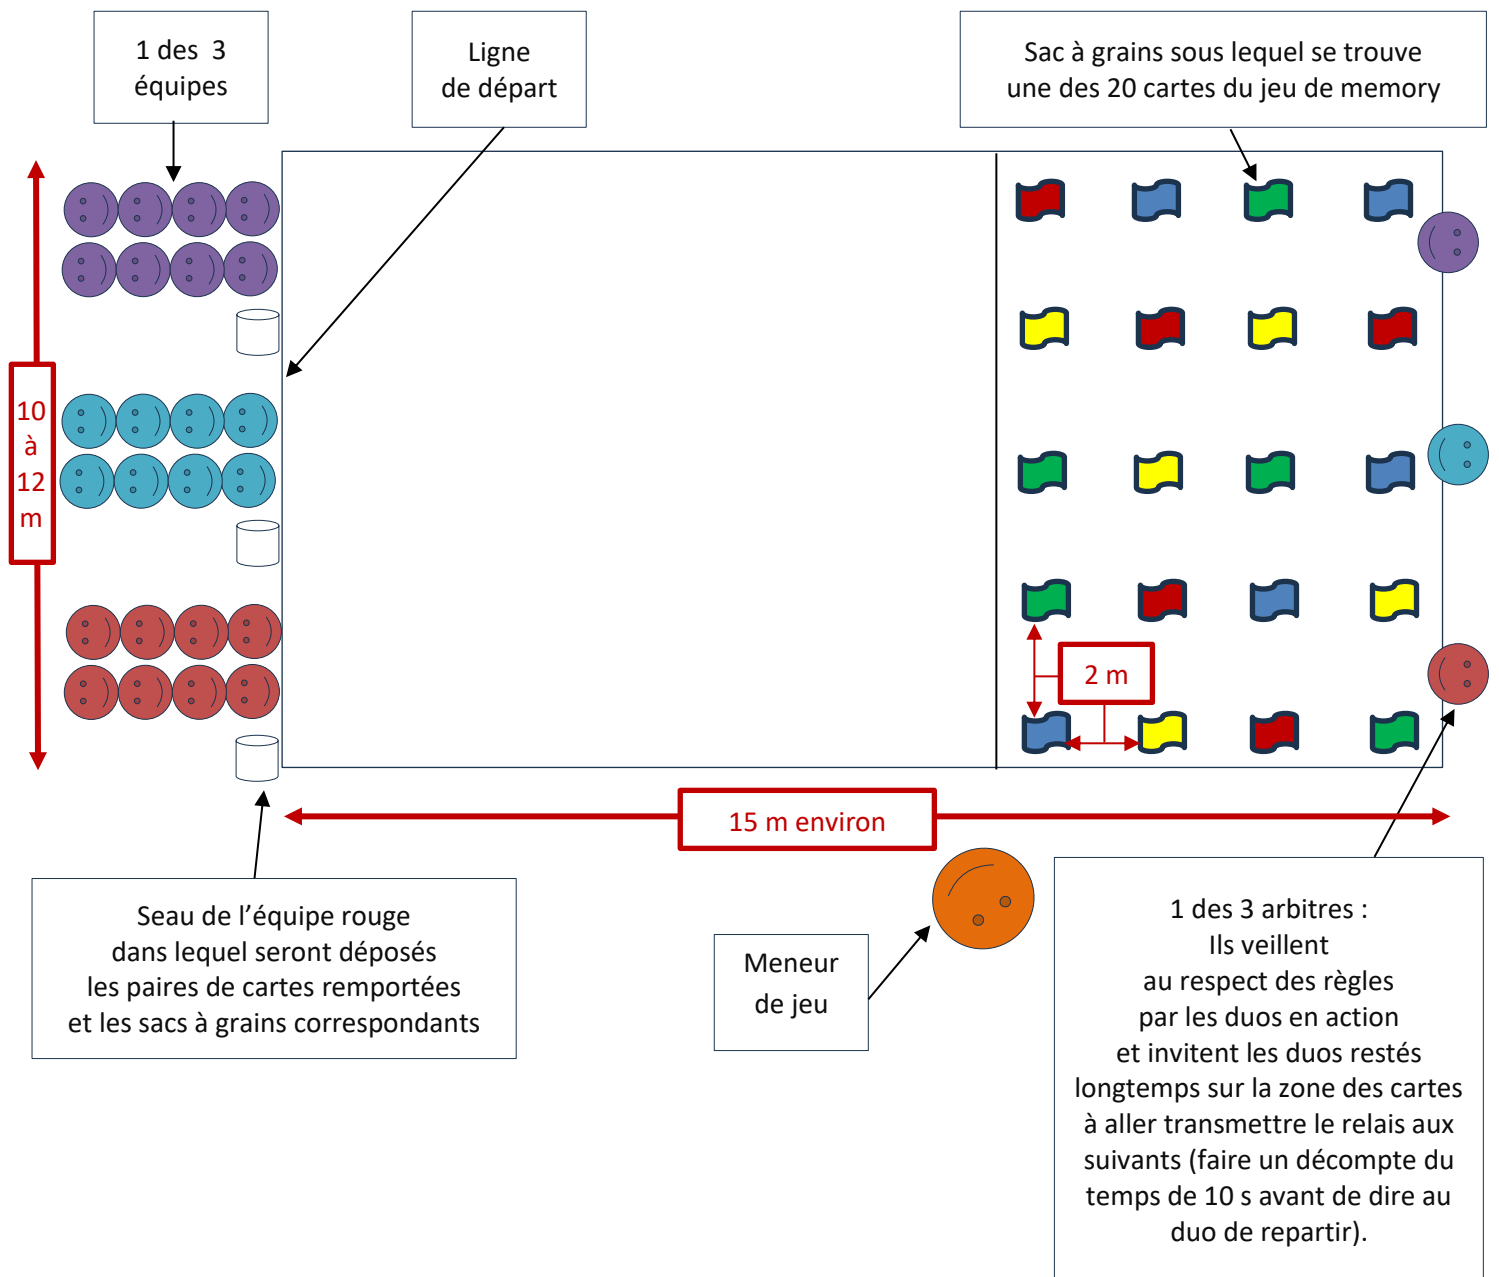 1 des 3
équipes
Ligne
de départ
Sac à grains sous lequel se trouve
une des 20 cartes du jeu de memory
10
à
12
m
2 m
15 m environ
Seau de l’équipe rouge
dans lequel seront déposés
les paires de cartes remportées
et les sacs à grains correspondants
Meneur
de jeu
1 des 3 arbitres :
Ils veillent
au respect des règles
par les duos en action
et invitent les duos restés
longtemps sur la zone des cartes
à aller transmettre le relais aux
suivants (faire un décompte du
temps de 10 s avant de dire au
duo de repartir).